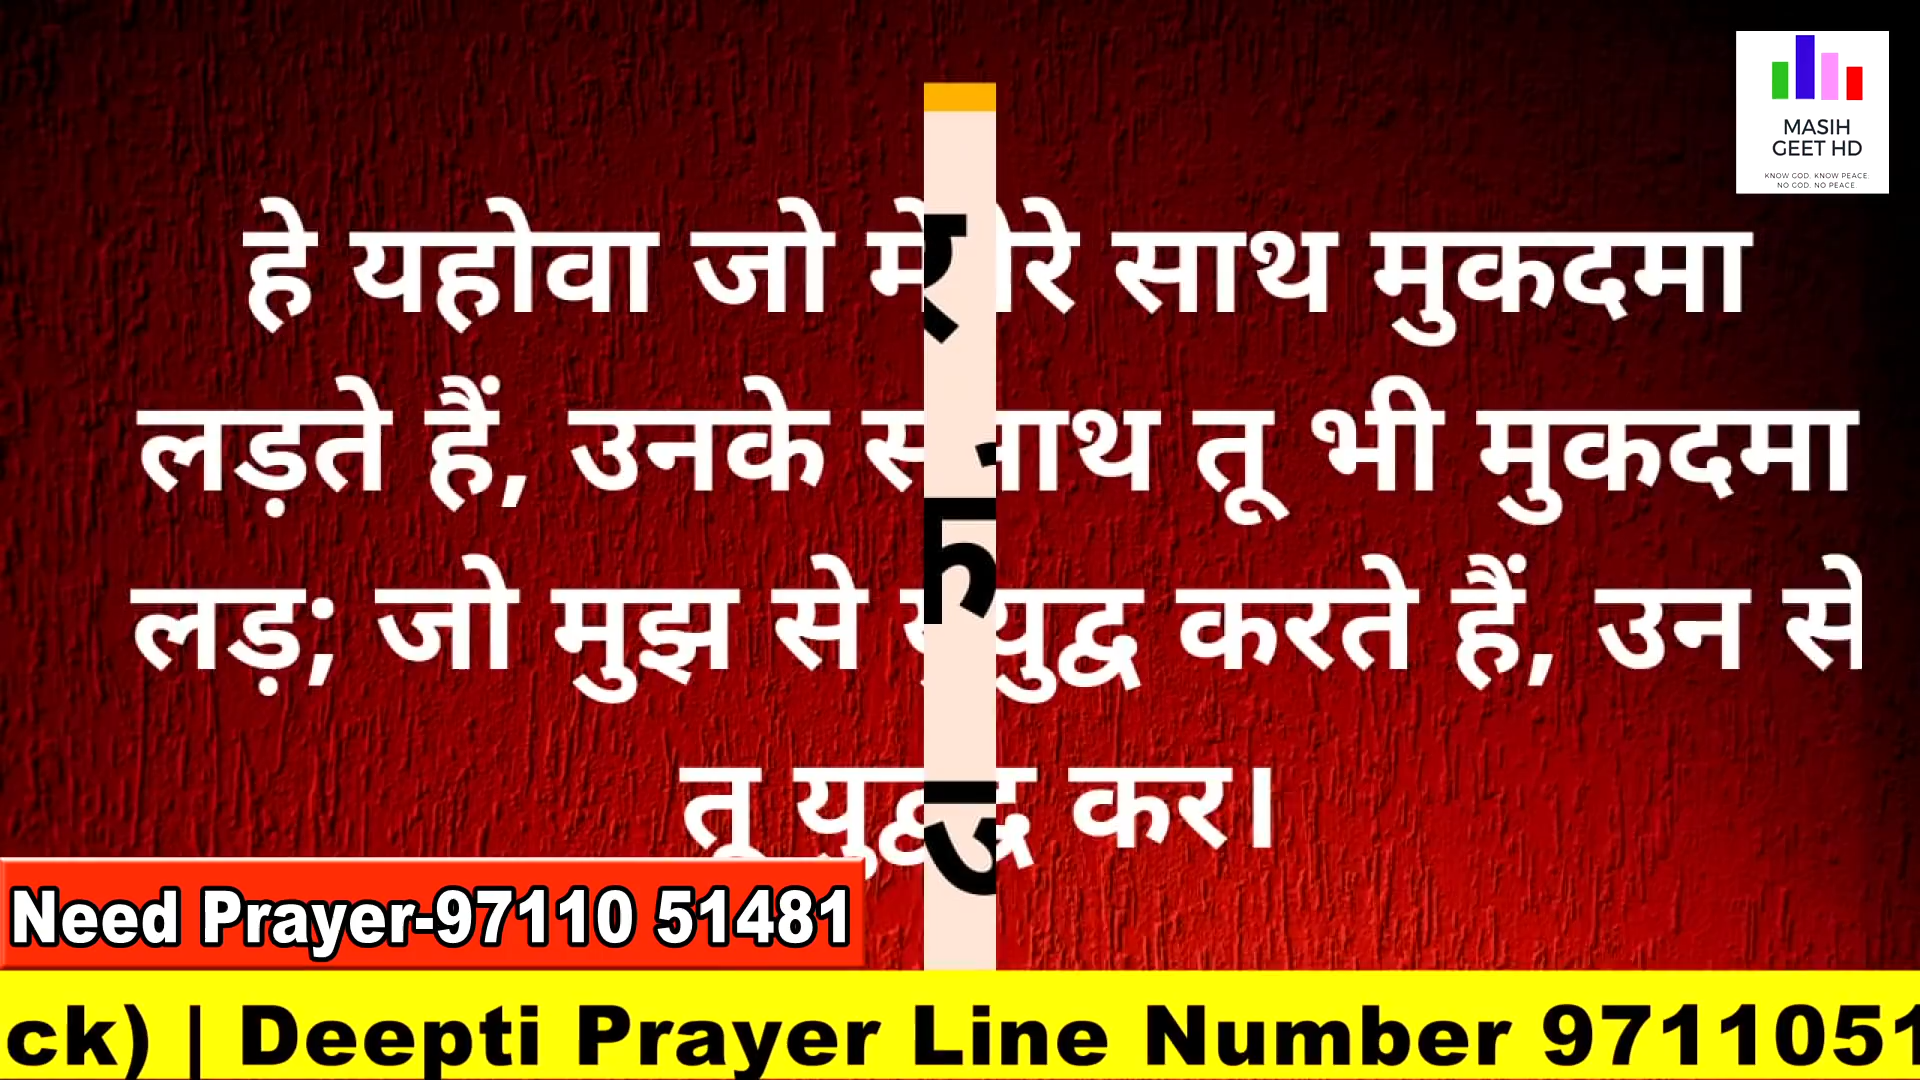 MASIH
GEET HD
KNOW GOD. KNOW PEACE.
NO GOD. NO PEACE.
हे यहोवा जो मेरे साथ मुकदमा
लड़ते हैं, उनके साथ तू भी मुकदमा
लड़; जो मुझ से युद्ध करते हैं, उन से
तू युद्ध कर।
Need Prayer-97110 51481
ck) | Deepti Prayer Line Number 9711051